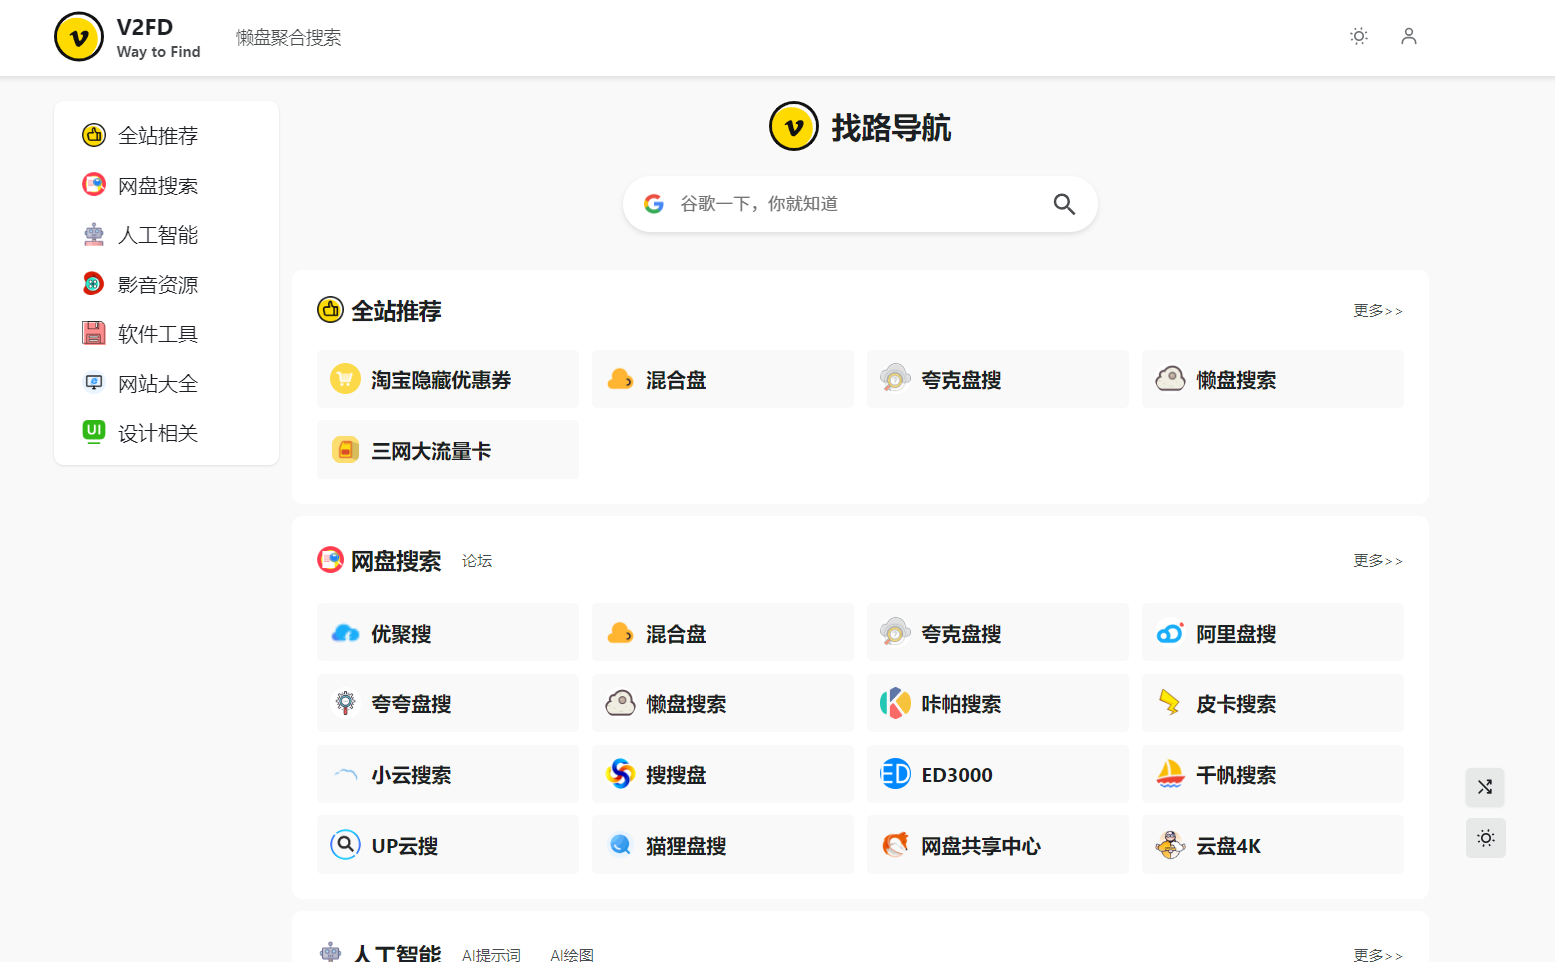 V2FD
Way to Find
懒盘聚合搜索
全站推荐
网盘搜索
人工智能
影音资源
软件工具
网站大全
UI
设计相关
找路导航
谷歌一下，你就知道
全站推荐
更多>>
淘宝隐藏优惠券
混合盘
夸克盘搜
懒盘搜索
三网大流量卡
网盘搜索
论坛
更多>>
优聚搜
混合盘
夸克盘搜
阿里盘搜
夸夸盘搜
懒盘搜索
咔帕搜索
皮卡搜索
小云搜索
搜搜盘
ED
ED3000
千帆搜索
UP云搜
猫狸盘搜
网盘共享中心
云盘4K
人工智能
AI提示词
AI绘图
更多>>